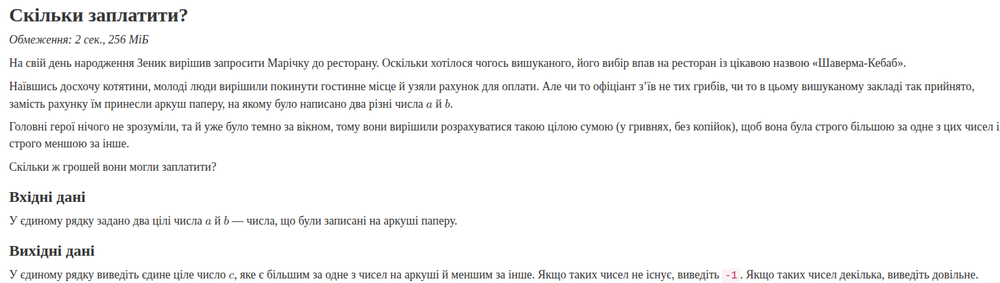 Скільки заплатити?
Обмеження: 2 сек., 256 МіБ
На свій день народження Зеник вирішив запросити Марічку до ресторану. Оскільки хотілося чогось вишуканого, його вибір впав на ресторан із цікавою назвою «Шаверма-Кебаб».
Наївшись досхочу котятини, молоді люди вирішили покинути гостинне місце й узяли рахунок для оплати. Але чи то офіціант з’їв не тих грибів, чи то в цьому вишуканому закладі так прийнято,
замість рахунку їм принесли аркуш паперу, на якому було написано два різні числа a й b.
Головні герої нічого не зрозуміли, та й уже було темно за вікном, тому вони вирішили розрахуватися такою цілою сумою (у гривнях, без копійок), щоб вона була строго більшою за одне з цих чисел і
строго меншою за інше.
Скільки ж грошей вони могли заплатити?
Вхідні дані
У єдиному рядку задано два цілі числа a й b — числа, що були записані на аркуші паперу.
Вихідні дані
У єдиному рядку виведіть єдине ціле число c, яке є більшим за одне з чисел на аркуші й меншим за інше. Якщо таких чисел не існує, виведіть -1. Якщо таких чисел декілька, виведіть довільне.